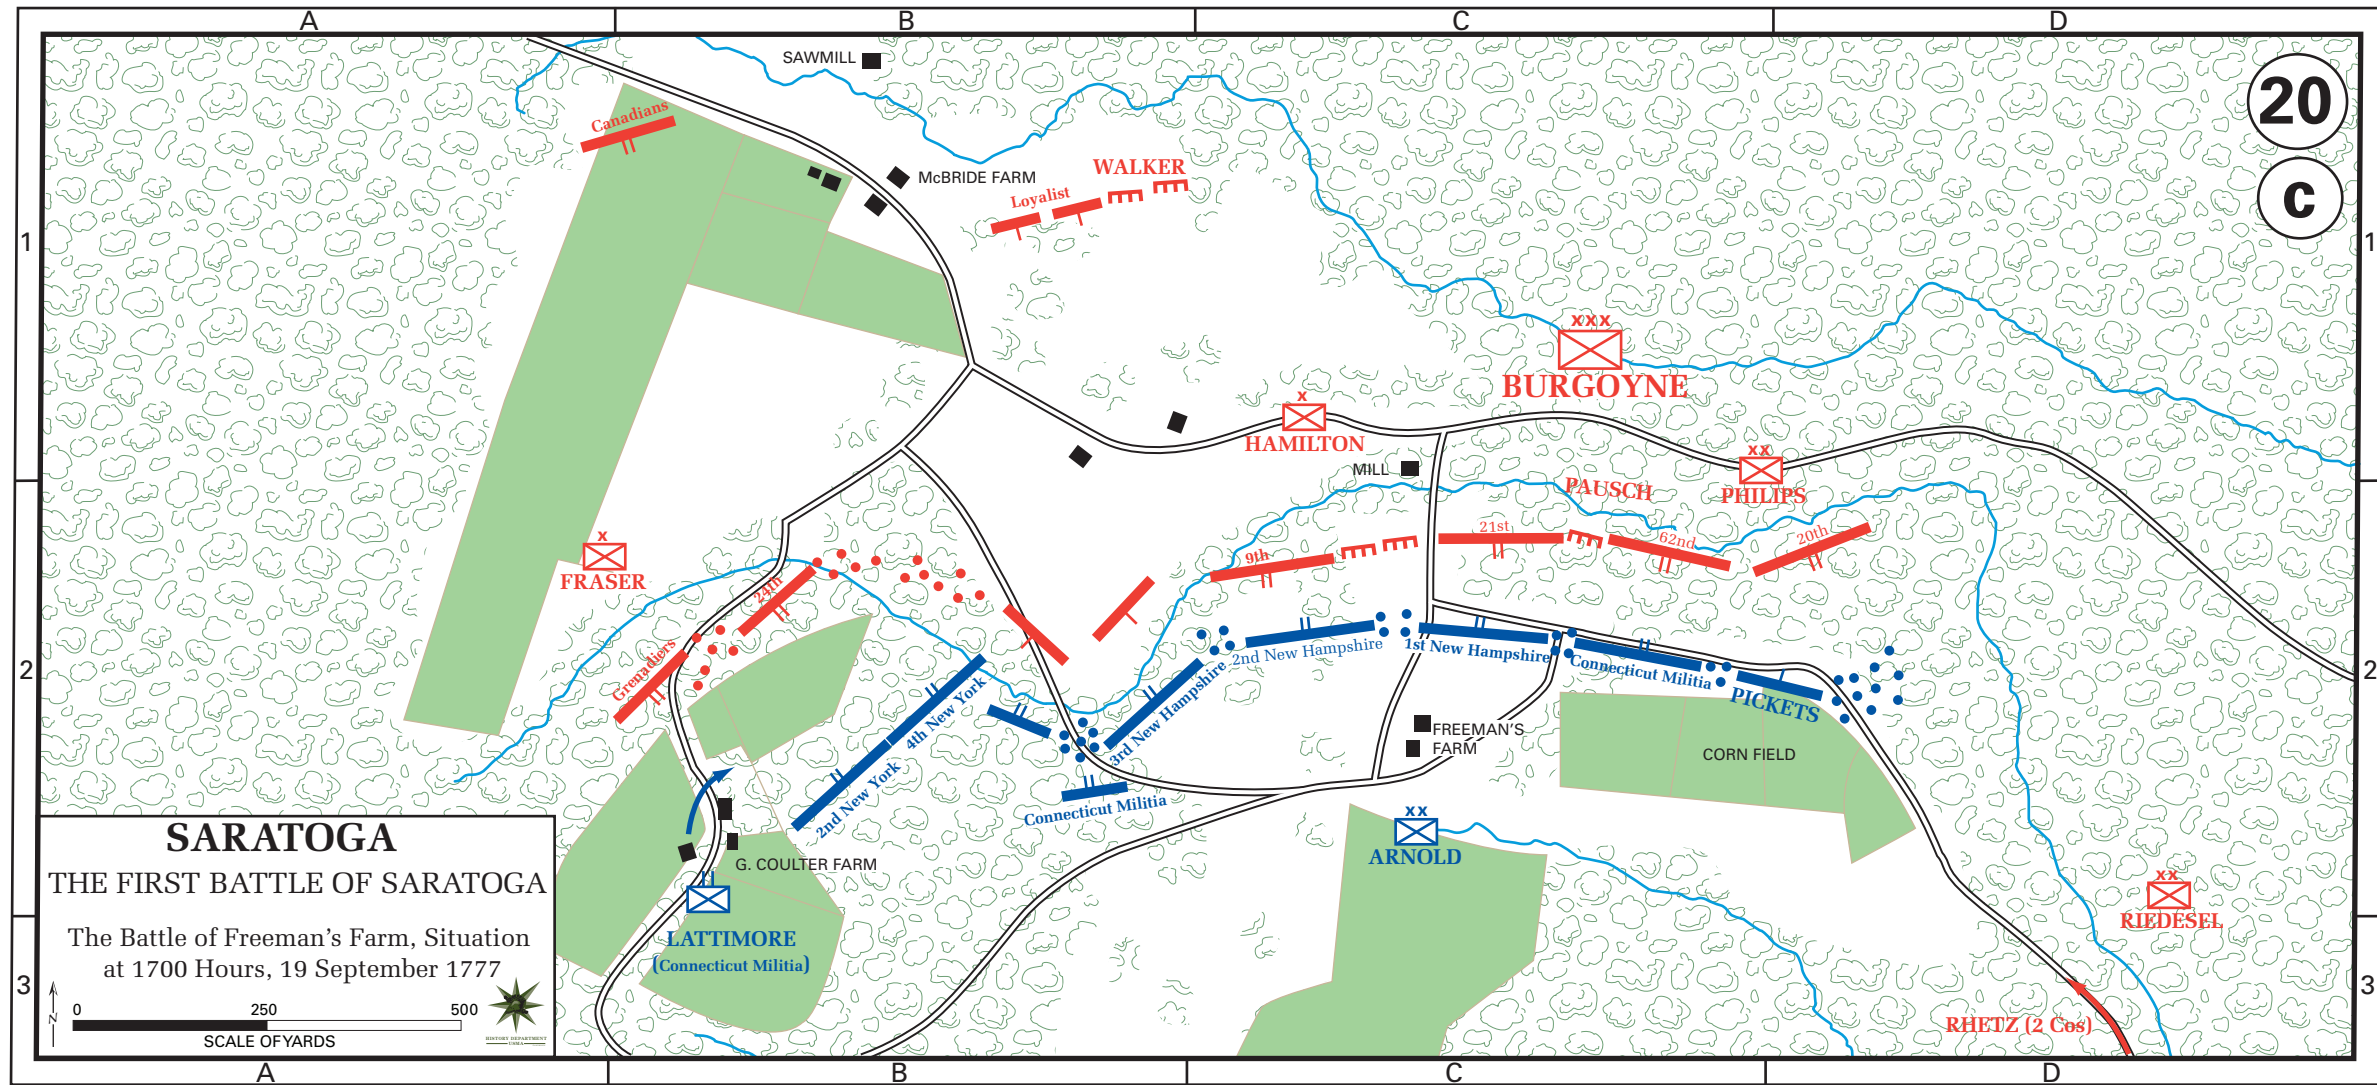 A
B
C
D
20
c
SAWMILL
Canadians
McBRIDE FARM
WALKER
Loyalist
1
1
XXX
BURGOYNE
X
HAMILTON
MILL
XX
PHILIPS
PAUSCH
21st
62nd
20th
9th
X
FRASER
24th
Grenadiers
2
2
4th New York
2nd New York
3rd New Hampshire
2nd New Hampshire
1st New Hampshire
Connecticut Militia
PICKETS
Connecticut Militia
FREEMAN'S
FARM
CORN FIELD
XX
ARNOLD
G. COULTER FARM
LATTIMORE
(Connecticut Militia)
XX
RIEDESEL
RHETZ (2 Cos)
3
3
SARATOGA
THE FIRST BATTLE OF SARATOGA
The Battle of Freeman's Farm, Situation
at 1700 Hours, 19 September 1777
N
0 250 500
SCALE OF YARDS
HISTORY DEPARTMENT
USMA
A
B
C
D